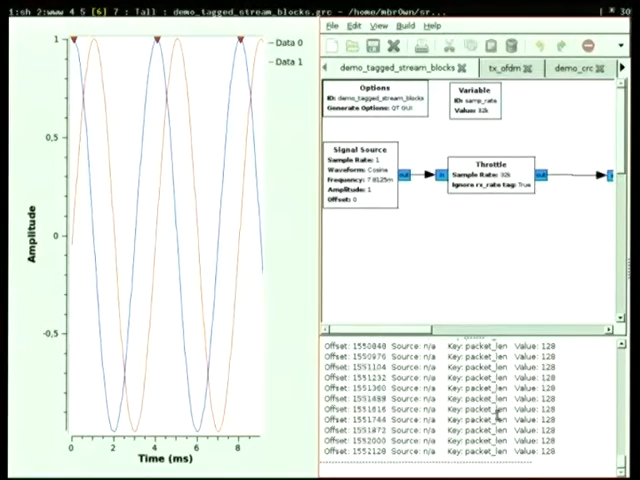 1:sh 2:www 4 5 [6] 7 : Tall : demo_tagged_stream_blocks.grc - /home/mbr0wn/sr...
30
File Edit View Build Help
demo_tagged_stream_blocks
tx_ofdm
demo_crc
Data 0
Data 1
1
0,5
0
-0,5
Amplitude
0 2 4 6 8
Time (ms)
Options
ID: demo_tagged_stream_blocks
Generate Options: QT GUI
Variable
ID: samp_rate
Value: 32k
Signal Source
Sample Rate: 1
Waveform: Cosine
Frequency: 7.8125m
Amplitude: 1
Offset: 0
out
in
Throttle
Sample Rate: 32k
Ignore rx_rate tag: True
out
Offset: 1550848 Source: n/a Key: packet_len Value: 128
Offset: 1550976 Source: n/a Key: packet_len Value: 128
Offset: 1551104 Source: n/a Key: packet_len Value: 128
Offset: 1551232 Source: n/a Key: packet_len Value: 128
Offset: 1551360 Source: n/a Key: packet_len Value: 128
Offset: 1551488 Source: n/a Key: packet_len Value: 128
Offset: 1551616 Source: n/a Key: packet_len Value: 128
Offset: 1551744 Source: n/a Key: packet_len Value: 128
Offset: 1551872 Source: n/a Key: packet_len Value: 128
Offset: 1552000 Source: n/a Key: packet_len Value: 128
Offset: 1552128 Source: n/a Key: packet_len Value: 128